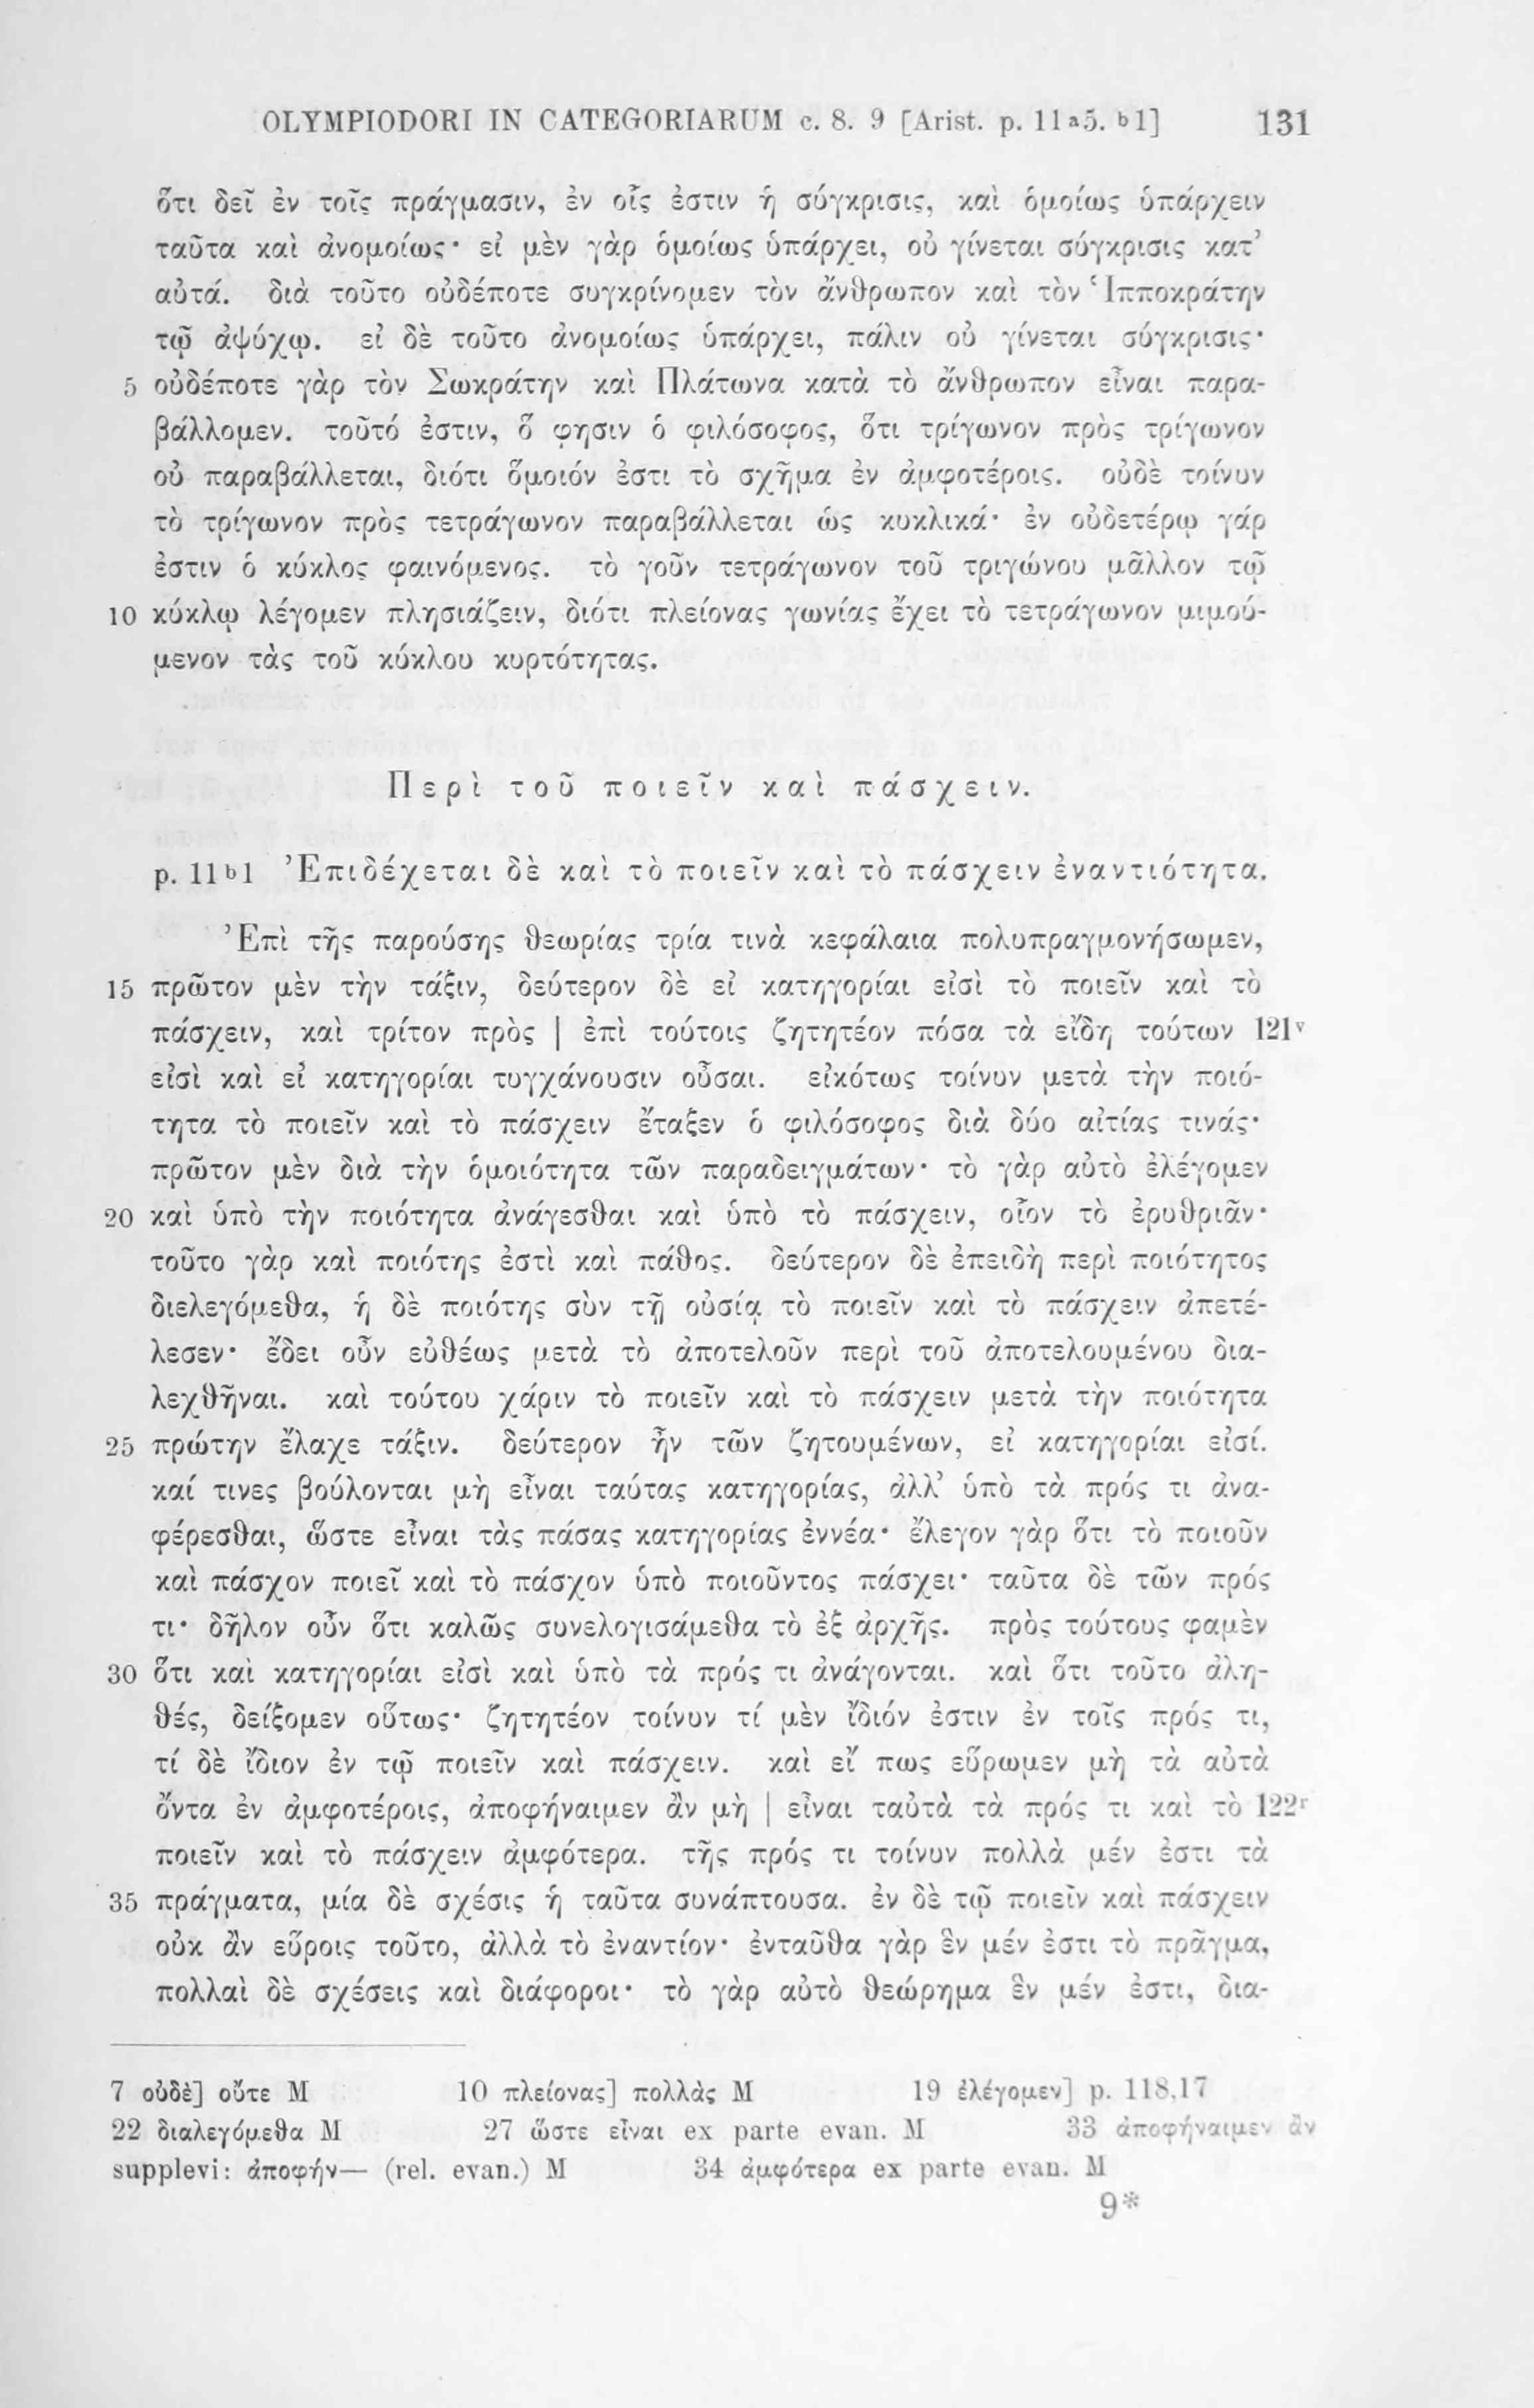 OLYMPIODORI IN CATEGORIARUM c. 8. 9 [Arist. p. 11ᵃ5. ᵇ1] 131
ὅτι δεῖ ἐν τοῖς πράγμασιν, ἐν οἷς ἐστιν ἡ σύγκρισις, καὶ ὁμοίως ὑπάρχειν
ταῦτα καὶ ἀνομοίως· εἰ μὲν γὰρ ὁμοίως ὑπάρχει, οὐ γίνεται σύγκρισις κατ’
αὐτά. διὰ τοῦτο οὐδέποτε συγκρίνομεν τὸν ἄνθρωπον καὶ τὸν Ἱπποκράτην
τῷ ἀψύχῳ. εἰ δὲ τοῦτο ἀνομοίως ὑπάρχει, πάλιν οὐ γίνεται σύγκρισις·
5 οὐδέποτε γὰρ τὸν Σωκράτην καὶ Πλάτωνα κατὰ τὸ ἄνθρωπον εἶναι παρα-
βάλλομεν. τοῦτό ἐστιν, ὅ φησιν ὁ φιλόσοφος, ὅτι τρίγωνον πρὸς τρίγωνον
οὐ παραβάλλεται, διότι ὅμοιόν ἐστι τὸ σχῆμα ἐν ἀμφοτέροις. οὐδὲ τοίνυν
τὸ τρίγωνον πρὸς τετράγωνον παραβάλλεται ὡς κυκλικά· ἐν οὐδετέρῳ γάρ
ἐστιν ὁ κύκλος φαινόμενος. τὸ γοῦν τετράγωνον τοῦ τριγώνου μᾶλλον τῷ
10 κύκλῳ λέγομεν πλησιάζειν, διότι πλείονας γωνίας ἔχει τὸ τετράγωνον μιμού-
μενον τὰς τοῦ κύκλου κυρτότητας.
Περὶ τοῦ ποιεῖν καὶ πάσχειν.
p. 11ᵇ1 Ἐπιδέχεται δὲ καὶ τὸ ποιεῖν καὶ τὸ πάσχειν ἐναντιότητα.
Ἐπὶ τῆς παρούσης θεωρίας τρία τινὰ κεφάλαια πολυπραγμονήσωμεν,
15 πρῶτον μὲν τὴν τάξιν, δεύτερον δὲ εἰ κατηγορίαι εἰσὶ τὸ ποιεῖν καὶ τὸ
πάσχειν, καὶ τρίτον πρὸς | ἐπὶ τούτοις ζητητέον πόσα τὰ εἴδη τούτων 121ᵛ
εἰσὶ καὶ εἰ κατηγορίαι τυγχάνουσιν οὖσαι. εἰκότως τοίνυν μετὰ τὴν ποιό-
τητα τὸ ποιεῖν καὶ τὸ πάσχειν ἔταξεν ὁ φιλόσοφος διὰ δύο αἰτίας τινάς·
πρῶτον μὲν διὰ τὴν ὁμοιότητα τῶν παραδειγμάτων· τὸ γὰρ αὐτὸ ἐλέγομεν
20 καὶ ὑπὸ τὴν ποιότητα ἀνάγεσθαι καὶ ὑπὸ τὸ πάσχειν, οἷον τὸ ἐρυθριᾶν·
τοῦτο γὰρ καὶ ποιότης ἐστὶ καὶ πάθος. δεύτερον δὲ ἐπειδὴ περὶ ποιότητος
διελεγόμεθα, ἡ δὲ ποιότης σὺν τῇ οὐσίᾳ τὸ ποιεῖν καὶ τὸ πάσχειν ἀπετέ-
λεσεν· ἔδει οὖν εὐθέως μετὰ τὸ ἀποτελοῦν περὶ τοῦ ἀποτελουμένου δια-
λεχθῆναι. καὶ τούτου χάριν τὸ ποιεῖν καὶ τὸ πάσχειν μετὰ τὴν ποιότητα
25 πρώτην ἔλαχε τάξιν. δεύτερον ἦν τῶν ζητουμένων, εἰ κατηγορίαι εἰσί.
καί τινες βούλονται μὴ εἶναι ταύτας κατηγορίας, ἀλλ’ ὑπὸ τὰ πρός τι ἀνα-
φέρεσθαι, ὥστε εἶναι τὰς πάσας κατηγορίας ἐννέα· ἔλεγον γὰρ ὅτι τὸ ποιοῦν
καὶ πάσχον ποιεῖ καὶ τὸ πάσχον ὑπὸ ποιοῦντος πάσχει· ταῦτα δὲ τῶν πρός
τι· δῆλον οὖν ὅτι καλῶς συνελογισάμεθα τὸ ἐξ ἀρχῆς. πρὸς τούτους φαμὲν
30 ὅτι καὶ κατηγορίαι εἰσὶ καὶ ὑπὸ τὰ πρός τι ἀνάγονται. καὶ ὅτι τοῦτο ἀλη-
θές, δείξομεν οὕτως· ζητητέον τοίνυν τί μὲν ἴδιόν ἐστιν ἐν τοῖς πρός τι,
τί δὲ ἴδιον ἐν τῷ ποιεῖν καὶ πάσχειν. καὶ εἴ πως εὕρωμεν μὴ τὰ αὐτὰ
ὄντα ἐν ἀμφοτέροις, ἀποφήναιμεν ἂν μὴ | εἶναι ταὐτὰ τὰ πρός τι καὶ τὸ 122ʳ
ποιεῖν καὶ τὸ πάσχειν ἀμφότερα. τῆς πρός τι τοίνυν πολλὰ μέν ἐστι τὰ
35 πράγματα, μία δὲ σχέσις ἡ ταῦτα συνάπτουσα. ἐν δὲ τῷ ποιεῖν καὶ πάσχειν
οὐκ ἂν εὕροις τοῦτο, ἀλλὰ τὸ ἐναντίον· ἐνταῦθα γὰρ ἓν μέν ἐστι τὸ πρᾶγμα,
πολλαὶ δὲ σχέσεις καὶ διάφοροι· τὸ γὰρ αὐτὸ θεώρημα ἓν μέν ἐστι, δια-
7 οὐδὲ] οὔτε M 10 πλείονας] πολλὰς M 19 ἐλέγομεν] p. 118,17
22 διαλεγόμεθα M 27 ὥστε εἶναι ex parte evan. M 33 ἀποφήναιμεν ἂν
supplevi: ἀποφήν— (rel. evan.) M 34 ἀμφότερα ex parte evan. M
9*